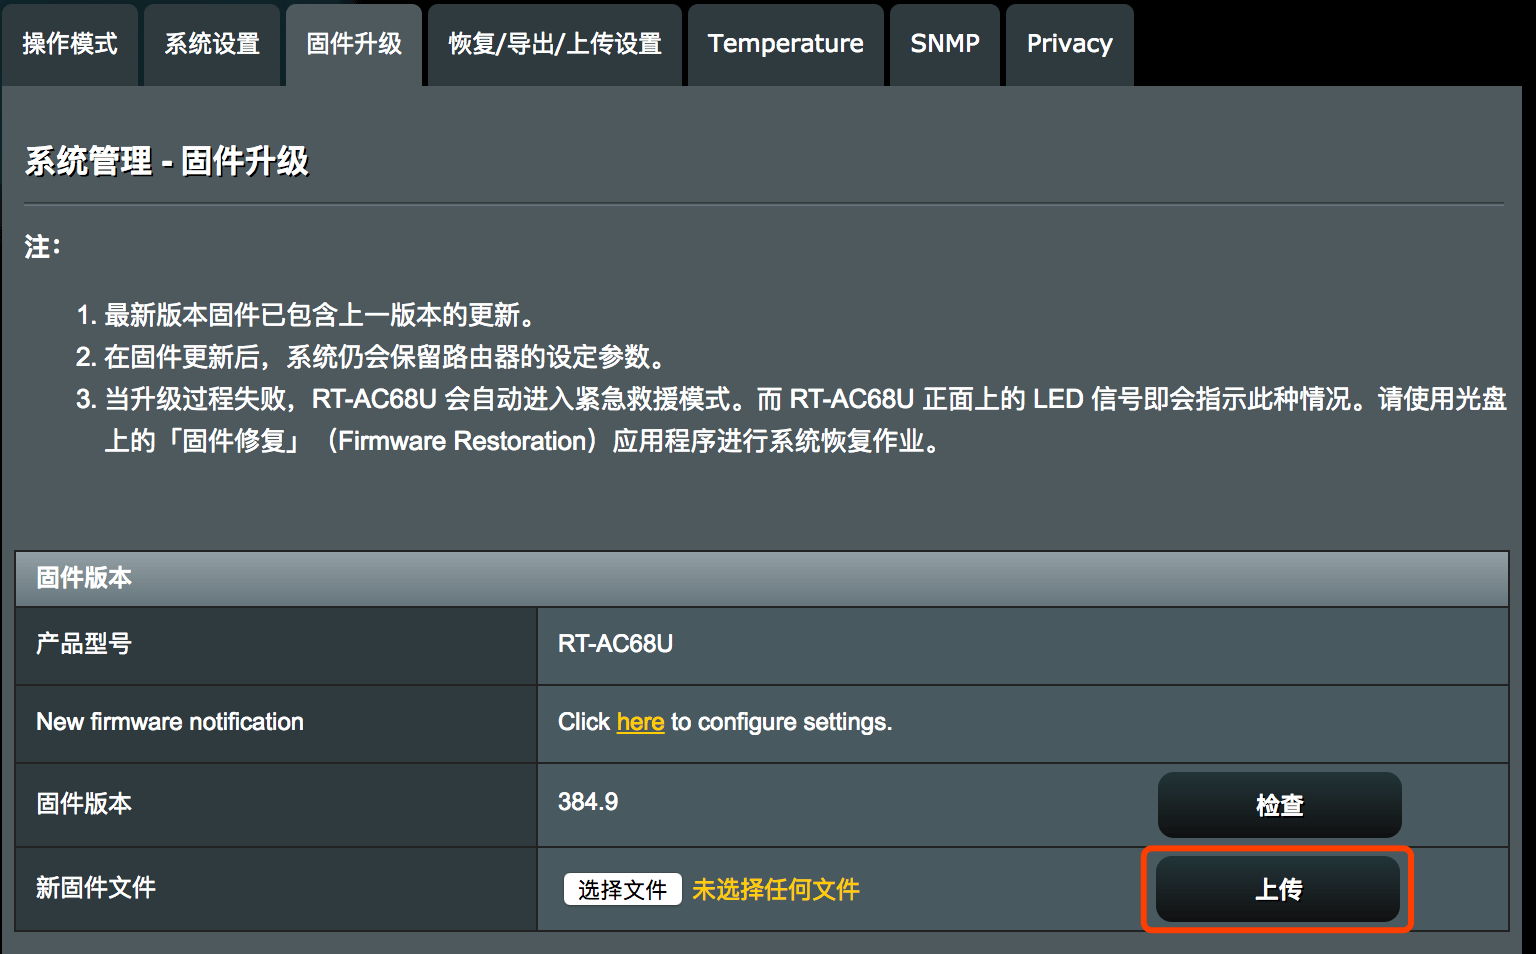 操作模式 系统设置 固件升级 恢复/导出/上传设置 Temperature SNMP Privacy
系统管理 - 固件升级
注：
1. 最新版本固件已包含上一版本的更新。
2. 在固件更新后，系统仍会保留路由器的设定参数。
3. 当升级过程失败，RT-AC68U 会自动进入紧急救援模式。而 RT-AC68U 正面上的 LED 信号即会指示此种情况。请使用光盘
上的「固件修复」（Firmware Restoration）应用程序进行系统恢复作业。
固件版本
产品型号 RT-AC68U
New firmware notification Click here to configure settings.
固件版本 384.9 检查
新固件文件 选择文件 未选择任何文件 上传